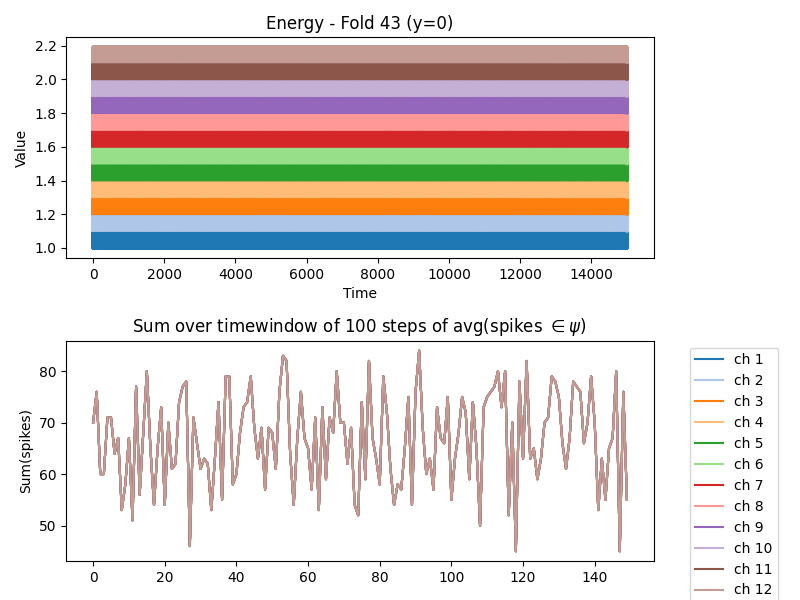 Energy - Fold 43 (y=0)
Value
2.2
2.0
1.8
1.6
1.4
1.2
1.0
0 2000 4000 6000 8000 10000 12000 14000
Time
Sum over timewindow of 100 steps of avg(spikes ∈ ψ)
Sum(spikes)
80
70
60
50
0 20 40 60 80 100 120 140
ch 1
ch 2
ch 3
ch 4
ch 5
ch 6
ch 7
ch 8
ch 9
ch 10
ch 11
ch 12